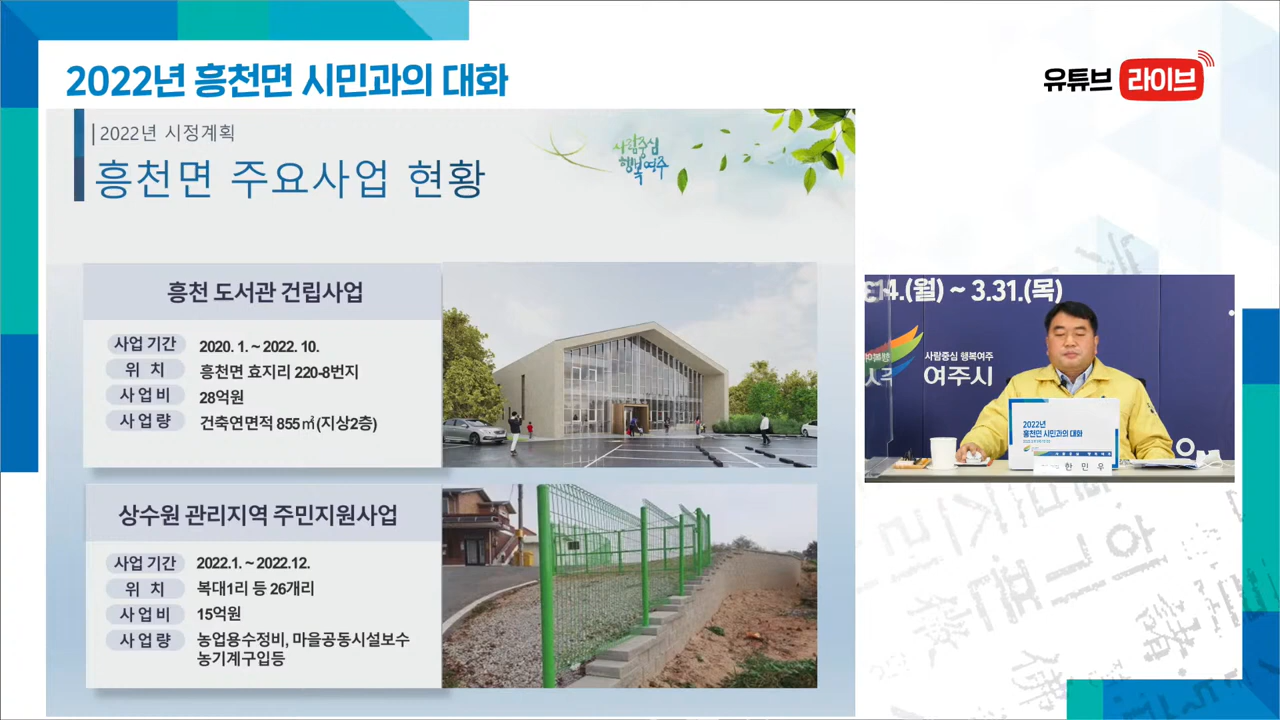 2022년 흥천면 시민과의 대화
유튜브 라이브
2022년 시정계획
흥천면 주요사업 현황
사람중심
행복여주
흥천 도서관 건립사업
사업 기간 2020. 1. ~ 2022. 10.
위 치 흥천면 효지리 220-8번지
사업비 28억원
사업량 건축연면적 855㎡(지상2층)
상수원 관리지역 주민지원사업
사업 기간 2022.1. ~ 2022.12.
위 치 복대1리 등 26개리
사업비 15억원
사업량 농업용수정비, 마을공동시설보수
농기계구입등
14.(월) ~ 3.31.(목)
사람중심 행복여주
여주시
2022년
흥천면 시민과의 대화
한 민 우